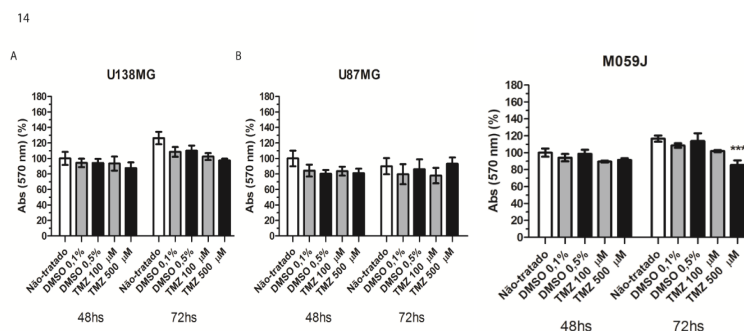 14
A
U138MG
B
U87MG
M059J
Abs (570 nm) (%)
180
160
140
120
100
80
60
40
20
0
Não-tratado
DMSO 0,1%
DMSO 0,5%
TMZ 100 µM
TMZ 500 µM
Não-tratado
DMSO 0,1%
DMSO 0,5%
TMZ 100 µM
TMZ 500 µM
48hs
72hs
Abs (570 nm) (%)
180
160
140
120
100
80
60
40
20
0
Não-tratado
DMSO 0,1%
DMSO 0,5%
TMZ 100 µM
TMZ 500 µM
Não-tratado
DMSO 0,1%
DMSO 0,5%
TMZ 100 µM
TMZ 500 µM
48hs
72hs
Abs (570 nm) (%)
180
160
140
120
100
80
60
40
20
0
***
Não-tratado
DMSO 0,1%
DMSO 0,5%
TMZ 100 µM
TMZ 500 µM
Não-tratado
DMSO 0,1%
DMSO 0,5%
TMZ 100 µM
TMZ 500 µM
48hs
72hs